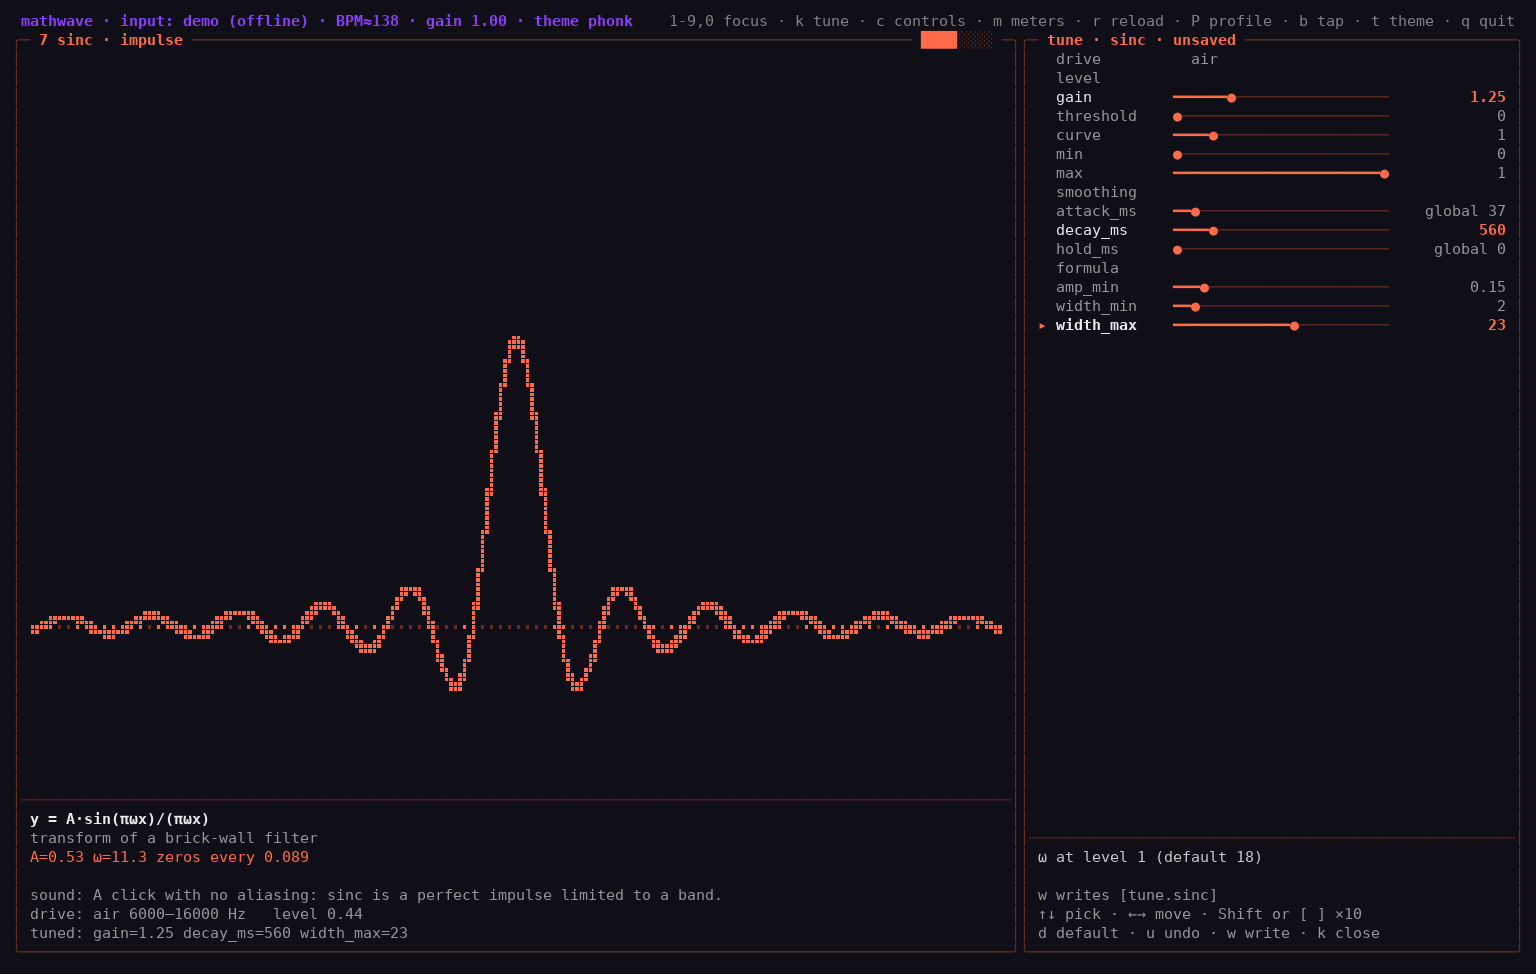 mathwave · input: demo (offline) · BPM≈138 · gain 1.00 · theme phonk    1-9,0 focus · k tune · c controls · m meters · r reload · P profile · b tap · t theme · q quit
7 sinc · impulse
y = A·sin(πωx)/(πωx)
transform of a brick-wall filter
A=0.53 ω=11.3 zeros every 0.089
sound: A click with no aliasing: sinc is a perfect impulse limited to a band.
drive: air 6000–16000 Hz   level 0.44
tuned: gain=1.25 decay_ms=560 width_max=23
tune · sinc · unsaved
drive    air
level
gain    1.25
threshold    0
curve    1
min    0
max    1
smoothing
attack_ms    global 37
decay_ms    560
hold_ms    global 0
formula
amp_min    0.15
width_min    2
▸ width_max    23
ω at level 1 (default 18)
w writes [tune.sinc]
↑↓ pick · ←→ move · Shift or [ ] ×10
d default · u undo · w write · k close